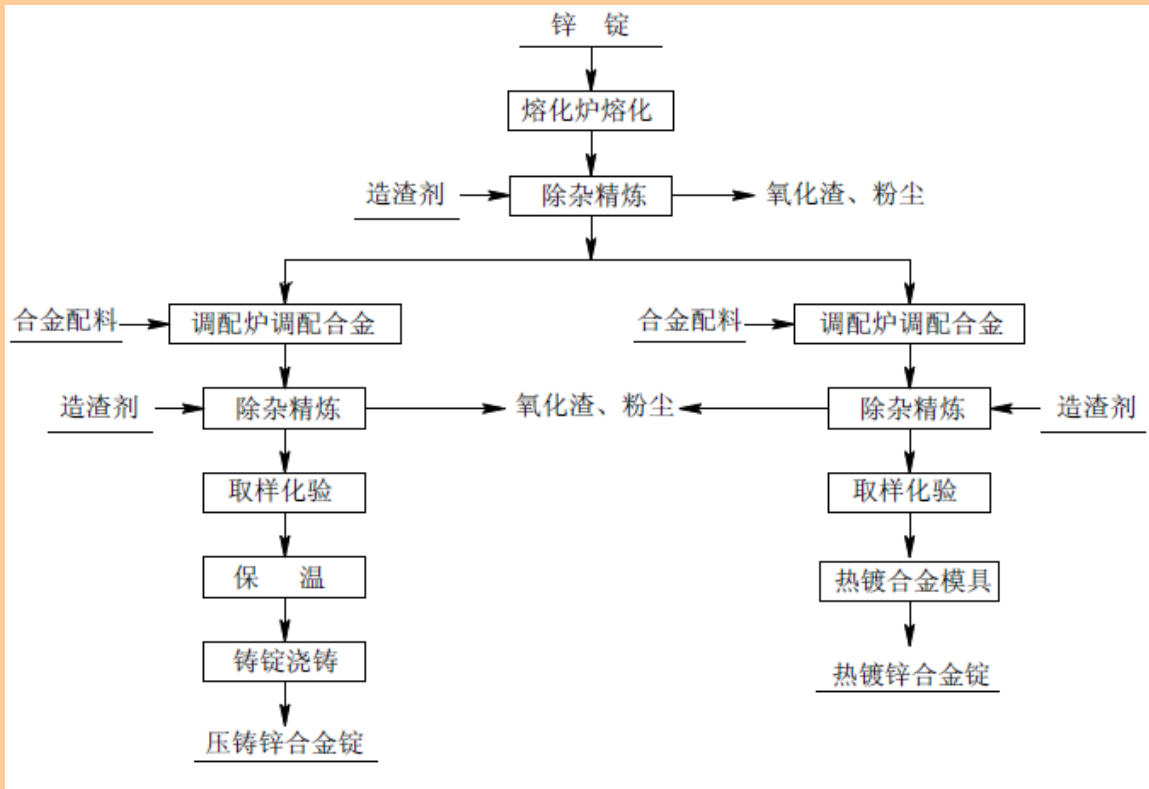 锌 锭
熔化炉熔化
造渣剂 除杂精炼 氧化渣、粉尘
合金配料 调配炉调配合金 合金配料 调配炉调配合金
造渣剂 除杂精炼 氧化渣、粉尘 除杂精炼 造渣剂
取样化验 取样化验
保 温 热镀合金模具
铸锭浇铸 热镀锌合金锭
压铸锌合金锭